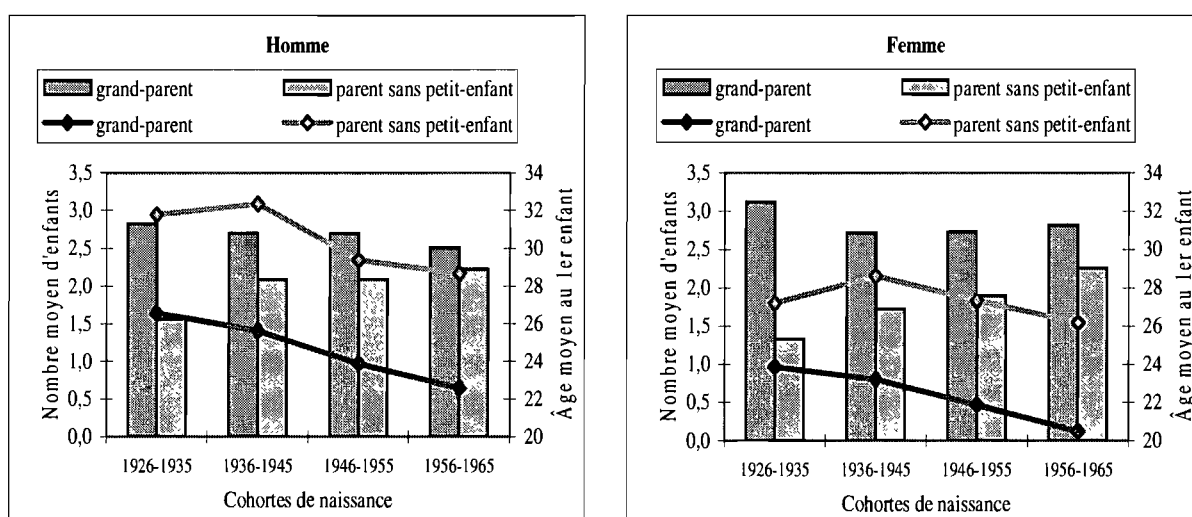 Homme
grand-parent
parent sans petit-enfant
grand-parent
parent sans petit-enfant
Nombre moyen d'enfants
3,5
3,0
2,5
2,0
1,5
1,0
0,5
0,0
34
32
30
28
26
24
22
20
Âge moyen au 1er enfant
1926-1935
1936-1945
1946-1955
1956-1965
Cohortes de naissance
Femme
grand-parent
parent sans petit-enfant
grand-parent
parent sans petit-enfant
Nombre moyen d'enfants
3,5
3,0
2,5
2,0
1,5
1,0
0,5
0,0
34
32
30
28
26
24
22
20
Âge moyen au 1er enfant
1926-1935
1936-1945
1946-1955
1956-1965
Cohortes de naissance